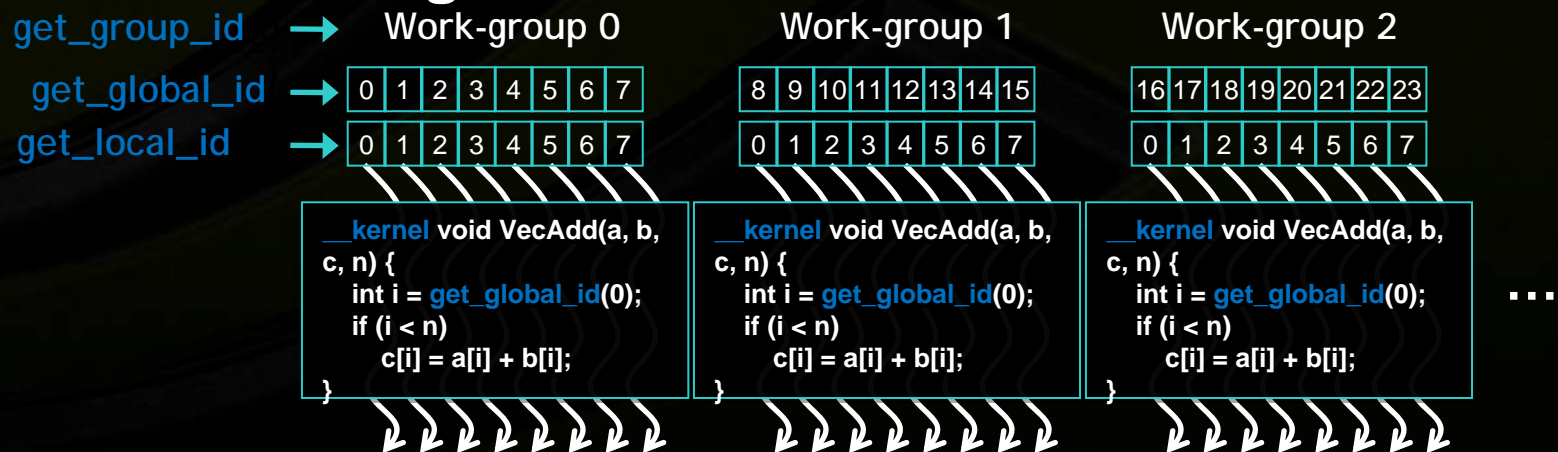 get_group_id Work-group 0 Work-group 1 Work-group 2
get_global_id 0 1 2 3 4 5 6 7 8 9 10 11 12 13 14 15 16 17 18 19 20 21 22 23
get_local_id 0 1 2 3 4 5 6 7 0 1 2 3 4 5 6 7 0 1 2 3 4 5 6 7
__kernel void VecAdd(a, b,
c, n) {
int i = get_global_id(0);
if (i < n)
c[i] = a[i] + b[i];
}
__kernel void VecAdd(a, b,
c, n) {
int i = get_global_id(0);
if (i < n)
c[i] = a[i] + b[i];
}
__kernel void VecAdd(a, b,
c, n) {
int i = get_global_id(0);
if (i < n)
c[i] = a[i] + b[i];
}
...